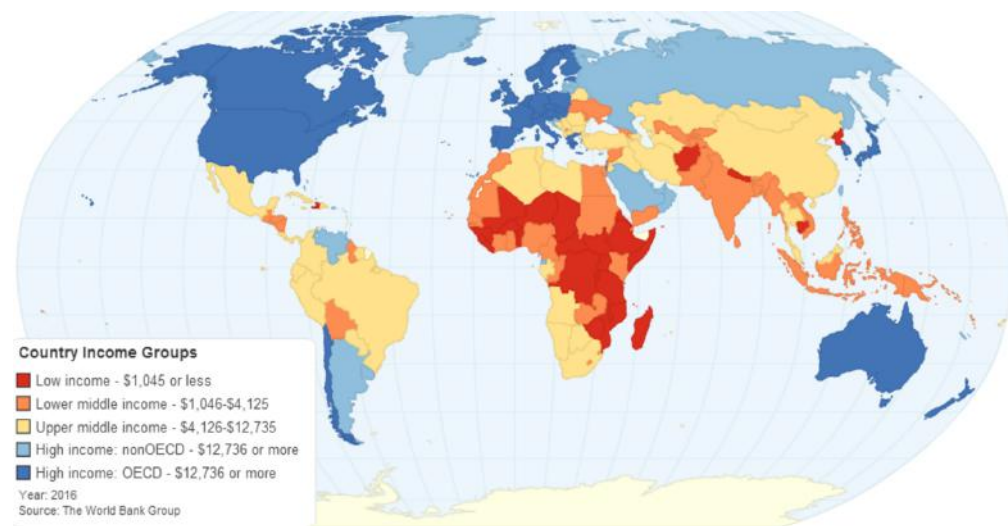 Country Income Groups
Low income - $1,045 or less
Lower middle income - $1,046-$4,125
Upper middle income - $4,126-$12,735
High income: nonOECD - $12,736 or more
High income: OECD - $12,736 or more
Year: 2016
Source: The World Bank Group